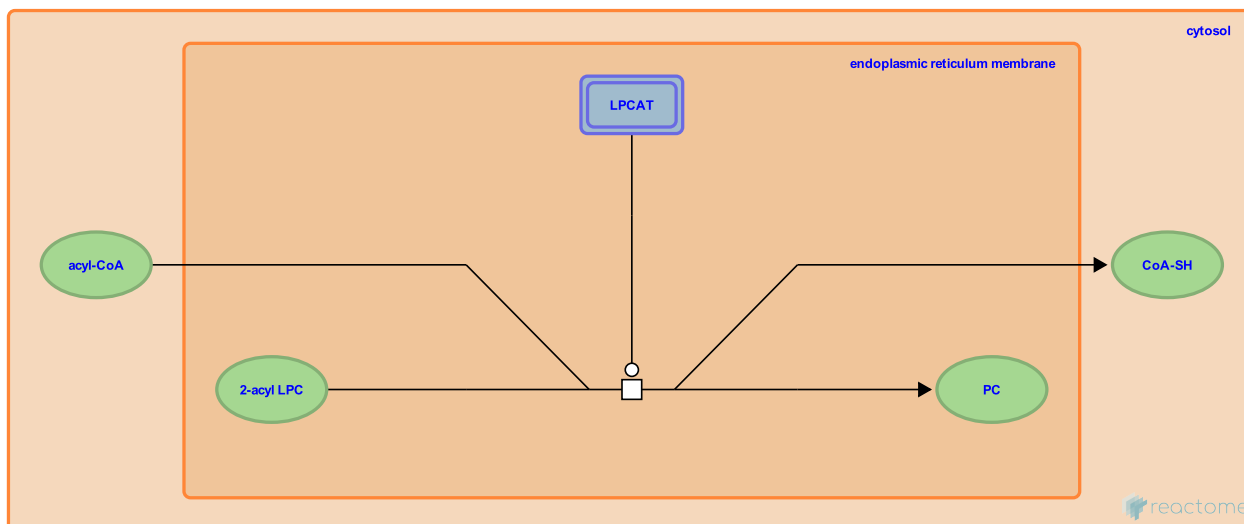 cytosol
endoplasmic reticulum membrane
LPCAT
acyl-CoA
CoA-SH
2-acyl LPC
PC
reactome